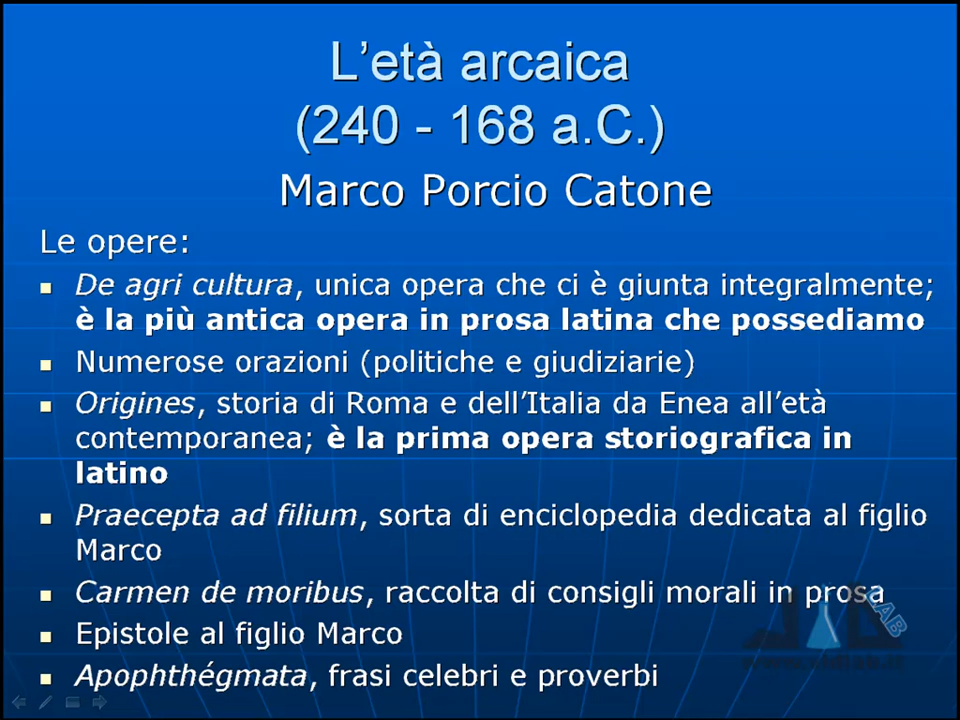 L'età arcaica
(240 - 168 a.C.)
Marco Porcio Catone
Le opere:
De agri cultura, unica opera che ci è giunta integralmente;
è la più antica opera in prosa latina che possediamo
Numerose orazioni (politiche e giudiziarie)
Origines, storia di Roma e dell'Italia da Enea all'età
contemporanea; è la prima opera storiografica in
latino
Praecepta ad filium, sorta di enciclopedia dedicata al figlio
Marco
Carmen de moribus, raccolta di consigli morali in prosa
Epistole al figlio Marco
Apophthégmata, frasi celebri e proverbi
LAB